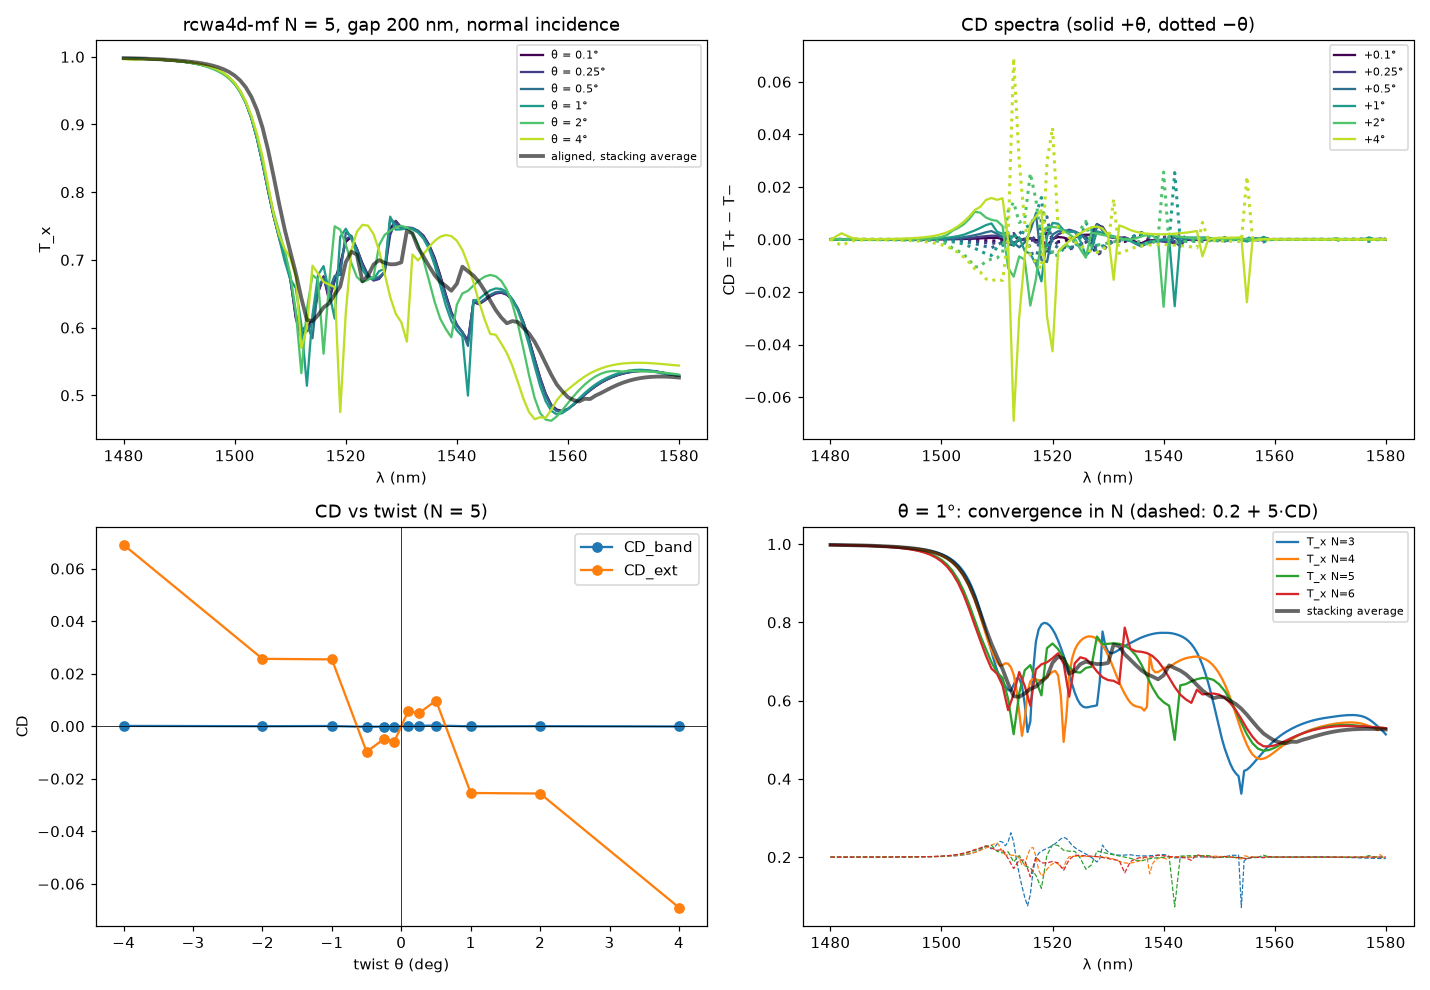 rcwa4d-mf N = 5, gap 200 nm, normal incidence
T_x
1.0
0.9
0.8
0.7
0.6
0.5
θ = 0.1°
θ = 0.25°
θ = 0.5°
θ = 1°
θ = 2°
θ = 4°
aligned, stacking average
1480 1500 1520 1540 1560 1580
λ (nm)
CD spectra (solid +θ, dotted −θ)
CD = T+ − T−
0.06
0.04
0.02
0.00
−0.02
−0.04
−0.06
+0.1°
+0.25°
+0.5°
+1°
+2°
+4°
1480 1500 1520 1540 1560 1580
λ (nm)
CD vs twist (N = 5)
CD
0.06
0.04
0.02
0.00
−0.02
−0.04
−0.06
CD_band
CD_ext
−4 −3 −2 −1 0 1 2 3 4
twist θ (deg)
θ = 1°: convergence in N (dashed: 0.2 + 5·CD)
1.0
0.8
0.6
0.4
0.2
T_x N=3
T_x N=4
T_x N=5
T_x N=6
stacking average
1480 1500 1520 1540 1560 1580
λ (nm)